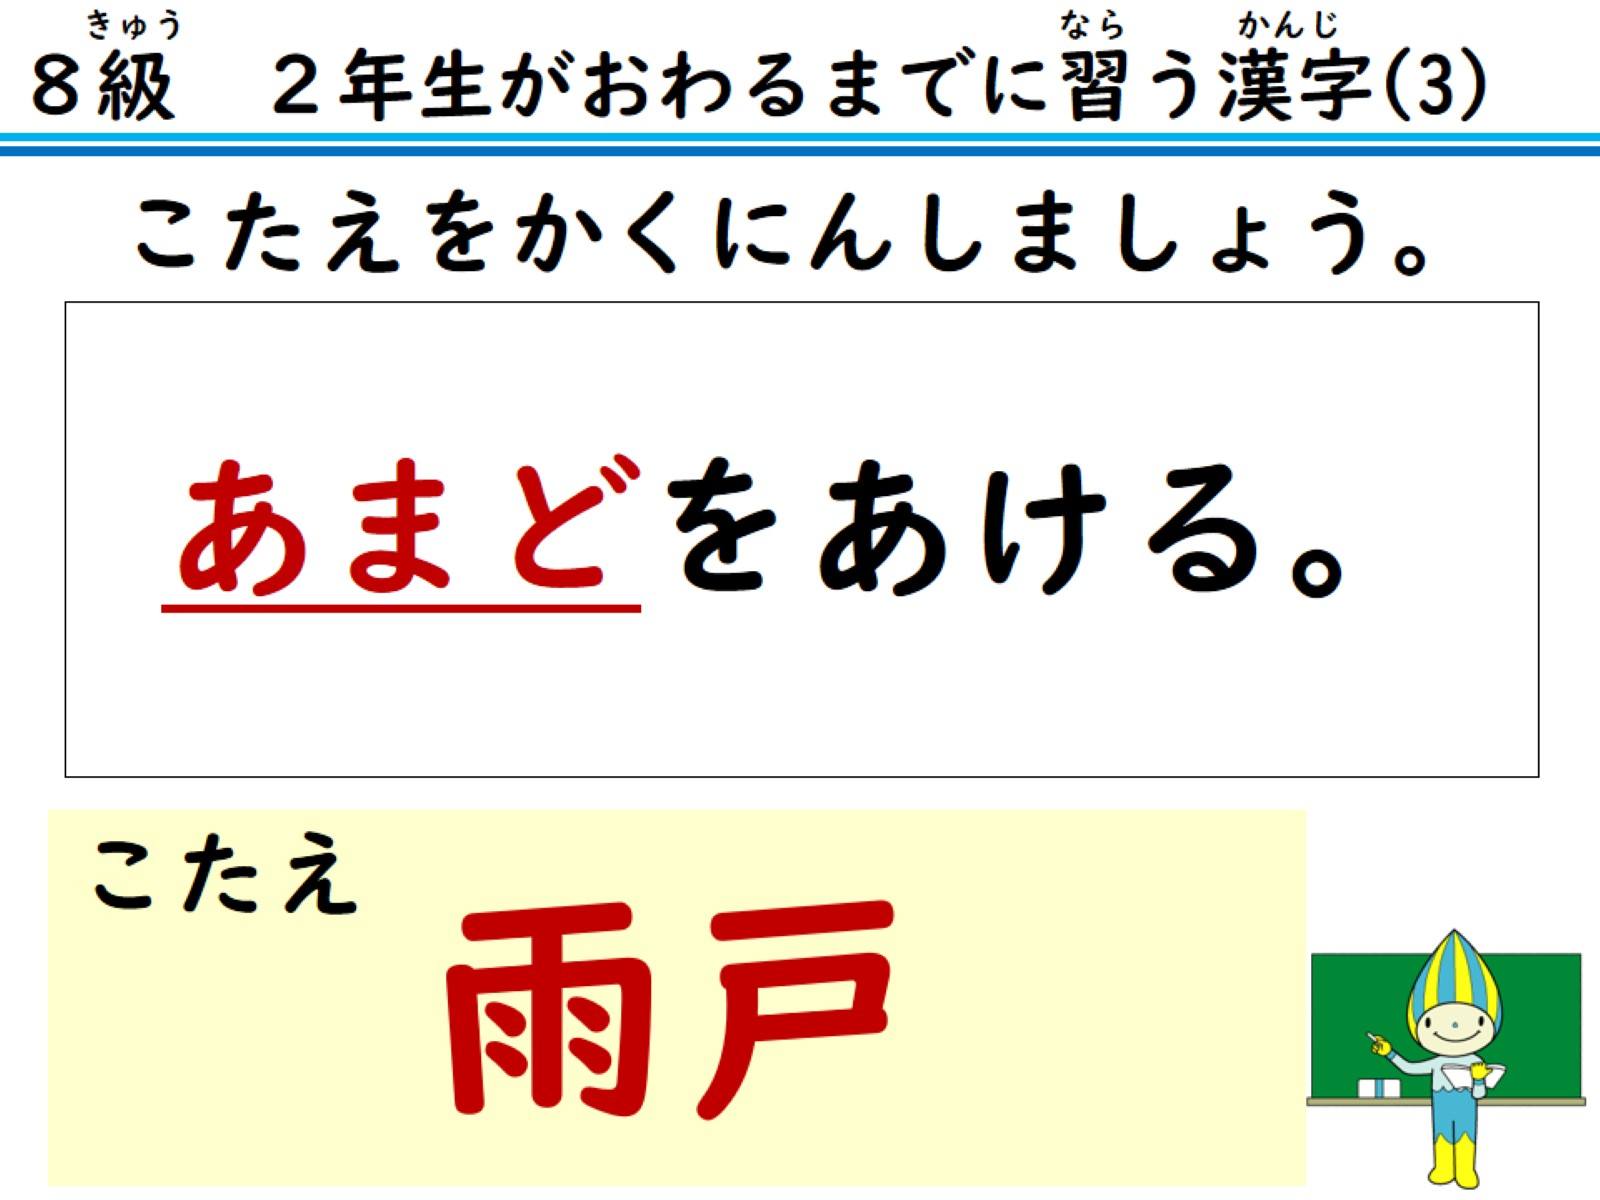 きゅう なら かんじ
８級　２年生がおわるまでに習う漢字(3)
こたえをかくにんしましょう。
あまどをあける。
こたえ
雨戸